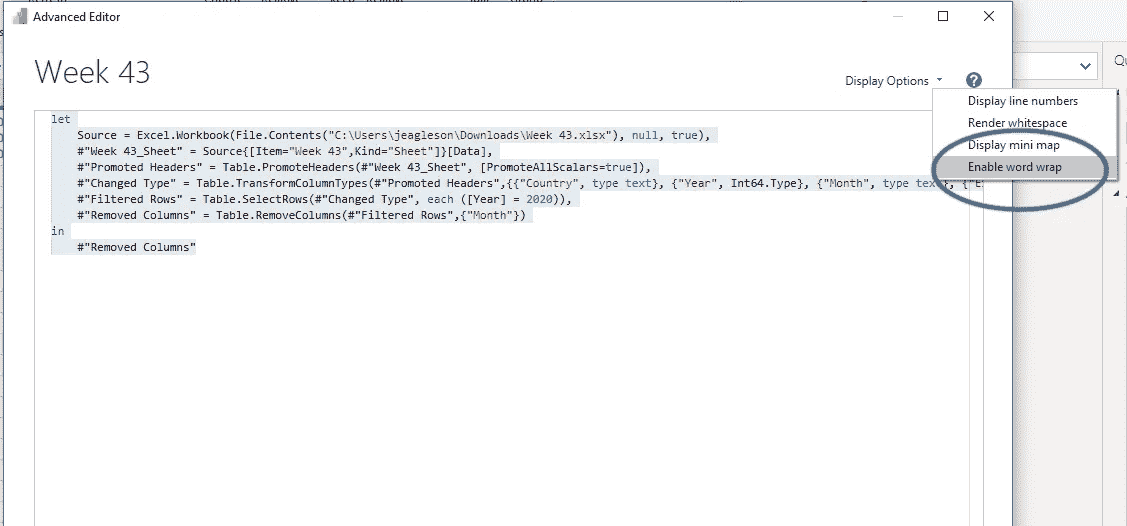 Advanced Editor
Week 43
Display Options
Display line numbers
Render whitespace
Display mini map
Enable word wrap
let
Source = Excel.Workbook(File.Contents("C:\Users\jeagleson\Downloads\Week 43.xlsx"), null, true),
#"Week 43_Sheet" = Source{[Item="Week 43",Kind="Sheet"]}[Data],
#"Promoted Headers" = Table.PromoteHeaders(#"Week 43_Sheet", [PromoteAllScalars=true]),
#"Changed Type" = Table.TransformColumnTypes(#"Promoted Headers",{{"Country", type text}, {"Year", Int64.Type}, {"Month", type text}, {"E
#"Filtered Rows" = Table.SelectRows(#"Changed Type", each ([Year] = 2020)),
#"Removed Columns" = Table.RemoveColumns(#"Filtered Rows",{"Month"})
in
#"Removed Columns"